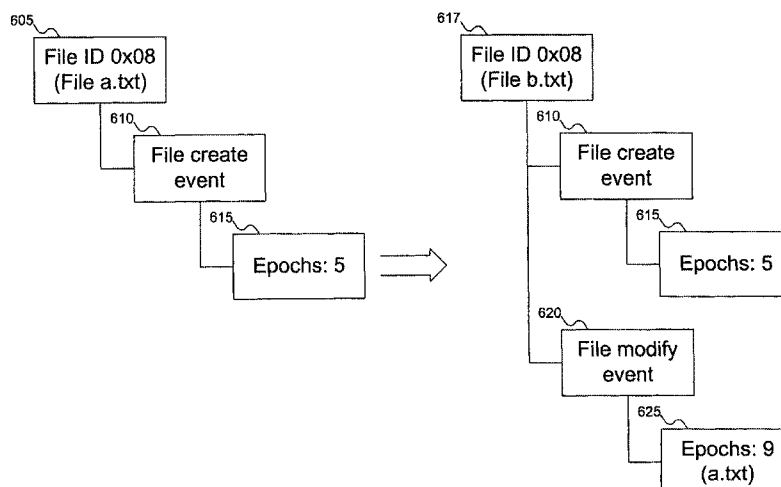 605
File ID 0x08
(File a.txt)
610
File create
event
615
Epochs: 5
617
File ID 0x08
(File b.txt)
610
File create
event
615
Epochs: 5
620
File modify
event
625
Epochs: 9
(a.txt)